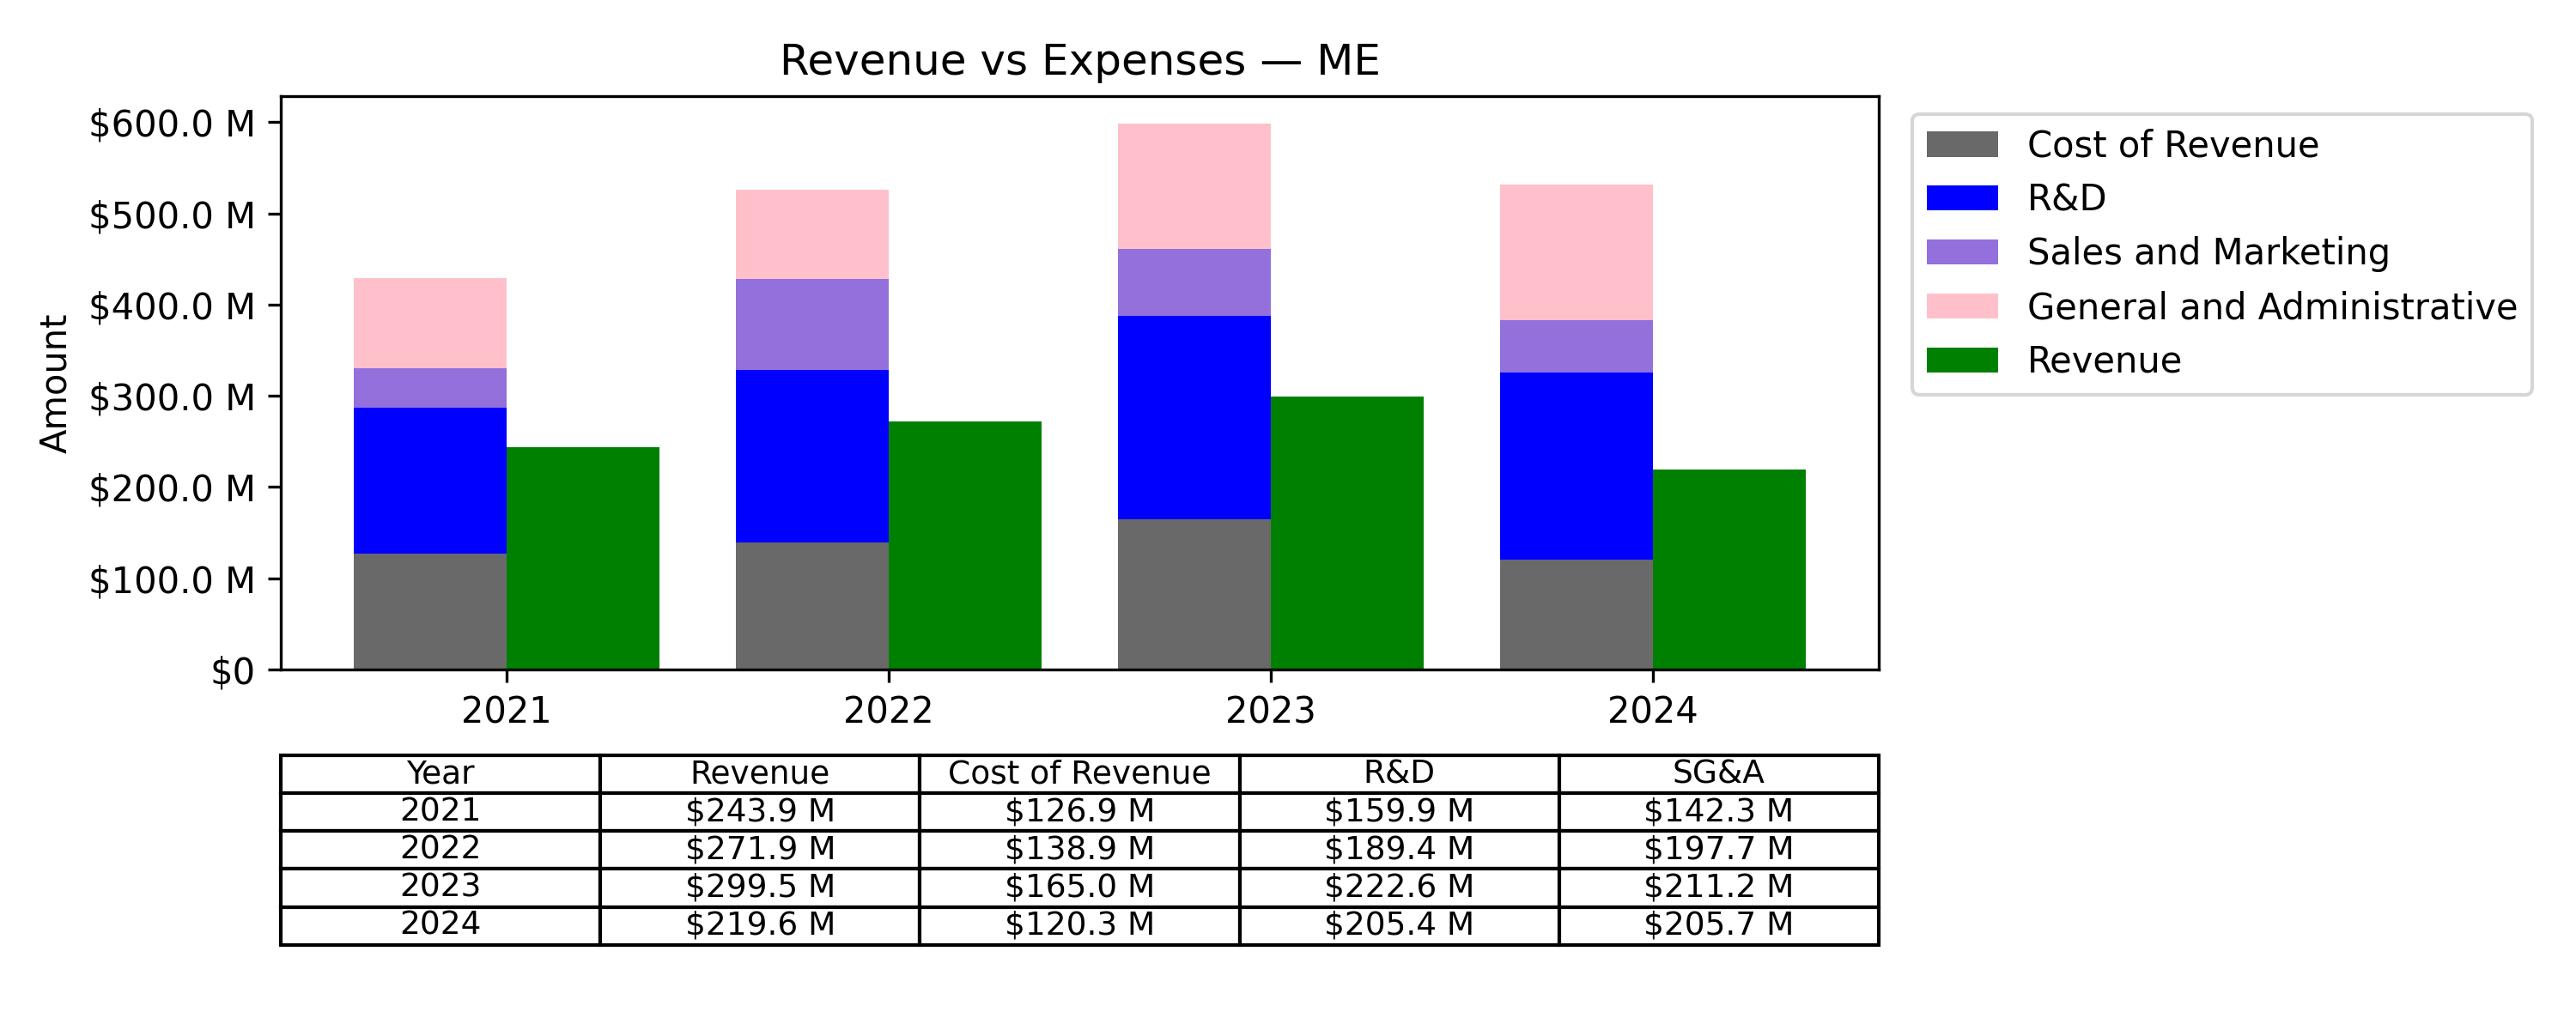 Revenue vs Expenses — ME
Amount
$600.0 M
$500.0 M
$400.0 M
$300.0 M
$200.0 M
$100.0 M
$0
2021 2022 2023 2024
Cost of Revenue
R&D
Sales and Marketing
General and Administrative
Revenue
Year Revenue Cost of Revenue R&D SG&A
2021 $243.9 M $126.9 M $159.9 M $142.3 M
2022 $271.9 M $138.9 M $189.4 M $197.7 M
2023 $299.5 M $165.0 M $222.6 M $211.2 M
2024 $219.6 M $120.3 M $205.4 M $205.7 M